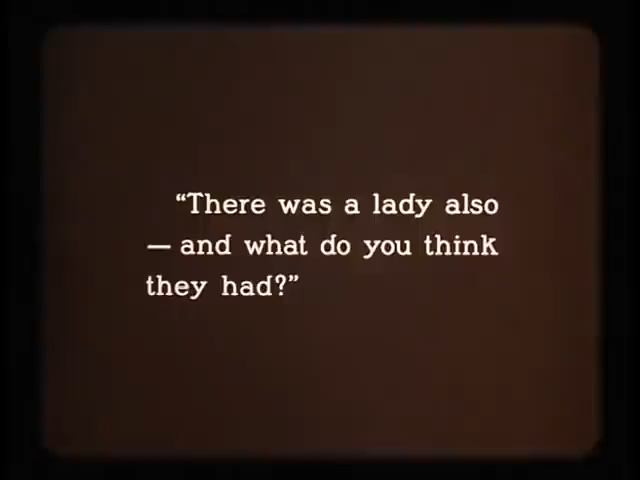 “There was a lady also
— and what do you think
they had?”